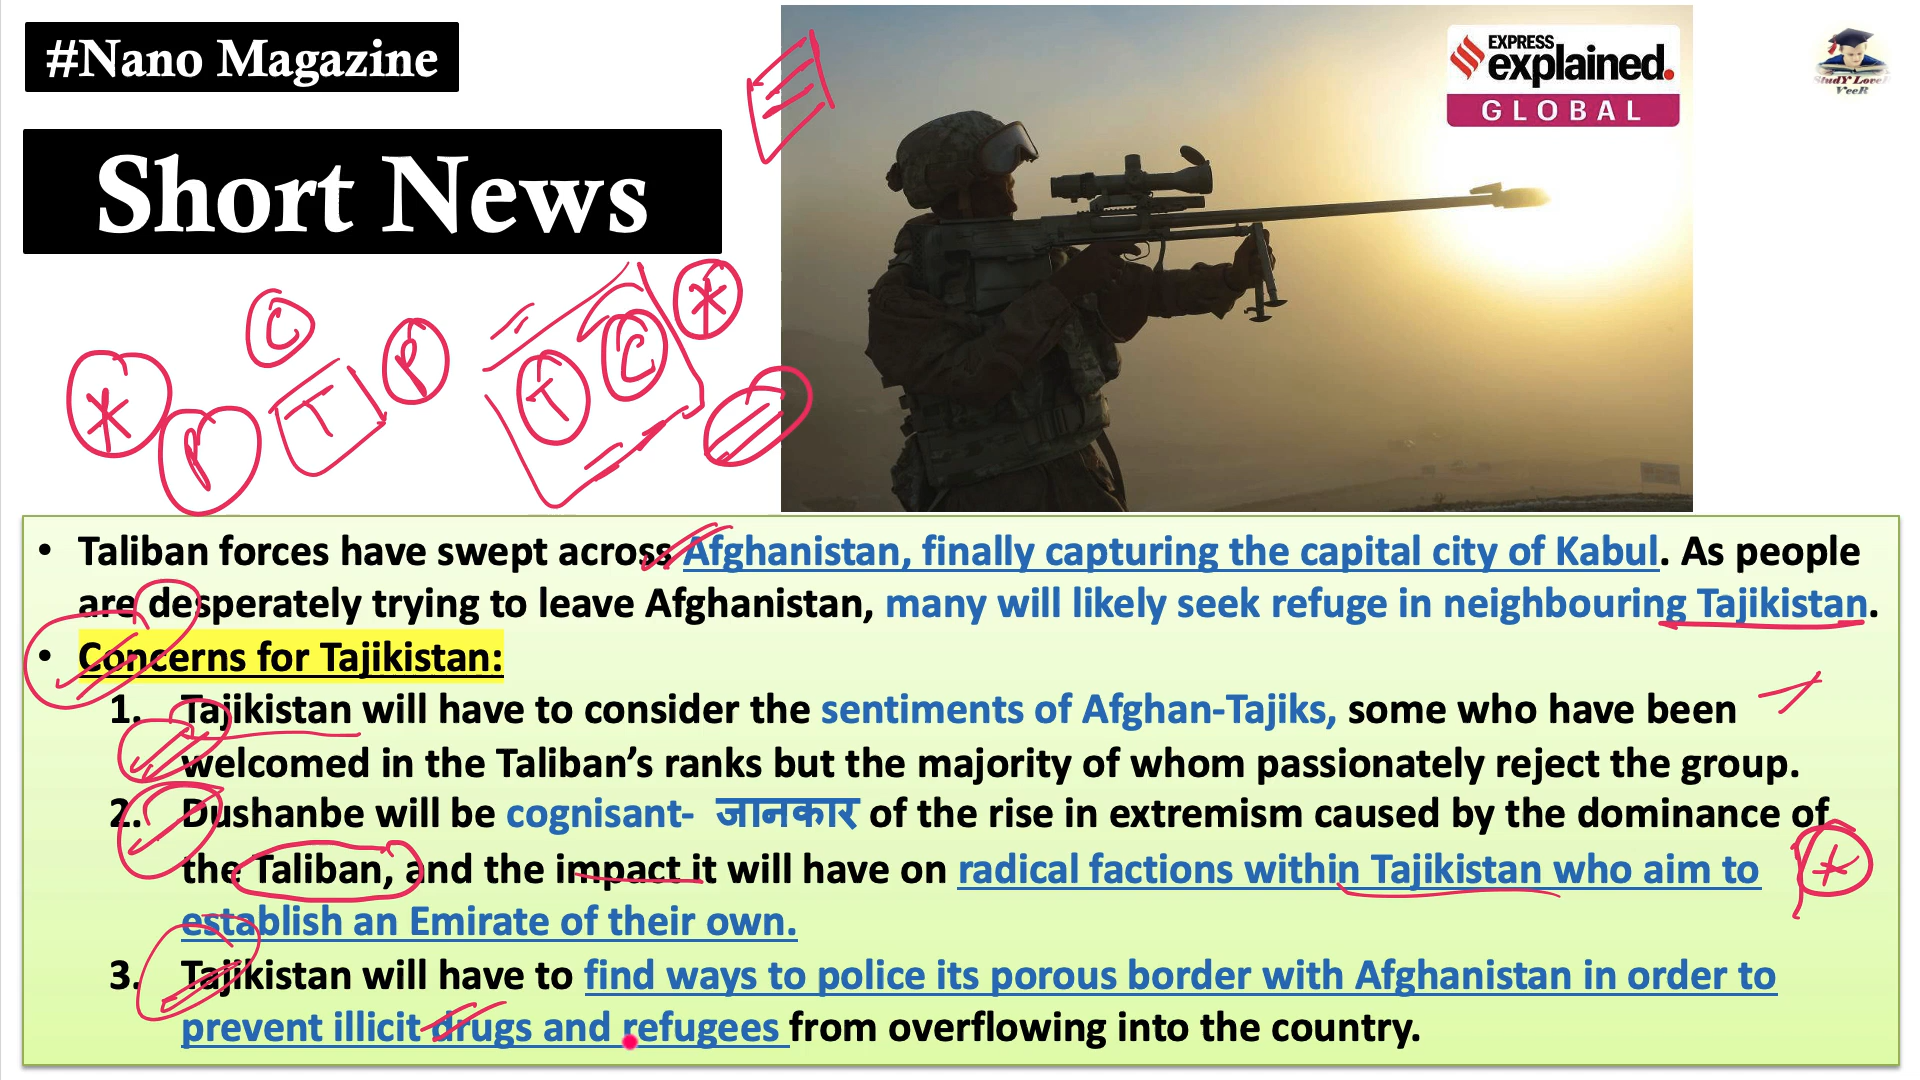 #Nano Magazine
Short News
EXPRESS
explained.
GLOBAL
StudY LoveR
VeeR
C
P
P
T
T
C
• Taliban forces have swept across Afghanistan, finally capturing the capital city of Kabul. As people
are desperately trying to leave Afghanistan, many will likely seek refuge in neighbouring Tajikistan.
• Concerns for Tajikistan:
1. Tajikistan will have to consider the sentiments of Afghan-Tajiks, some who have been
welcomed in the Taliban’s ranks but the majority of whom passionately reject the group.
2. Dushanbe will be cognisant- जानकार of the rise in extremism caused by the dominance of
the Taliban, and the impact it will have on radical factions within Tajikistan who aim to
establish an Emirate of their own.
3. Tajikistan will have to find ways to police its porous border with Afghanistan in order to
prevent illicit drugs and refugees from overflowing into the country.